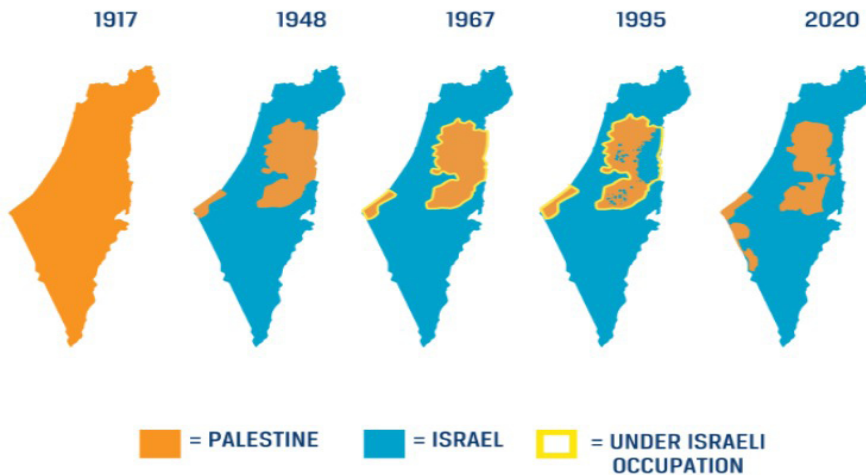 1917 1948 1967 1995 2020
= PALESTINE = ISRAEL = UNDER ISRAELI
OCCUPATION